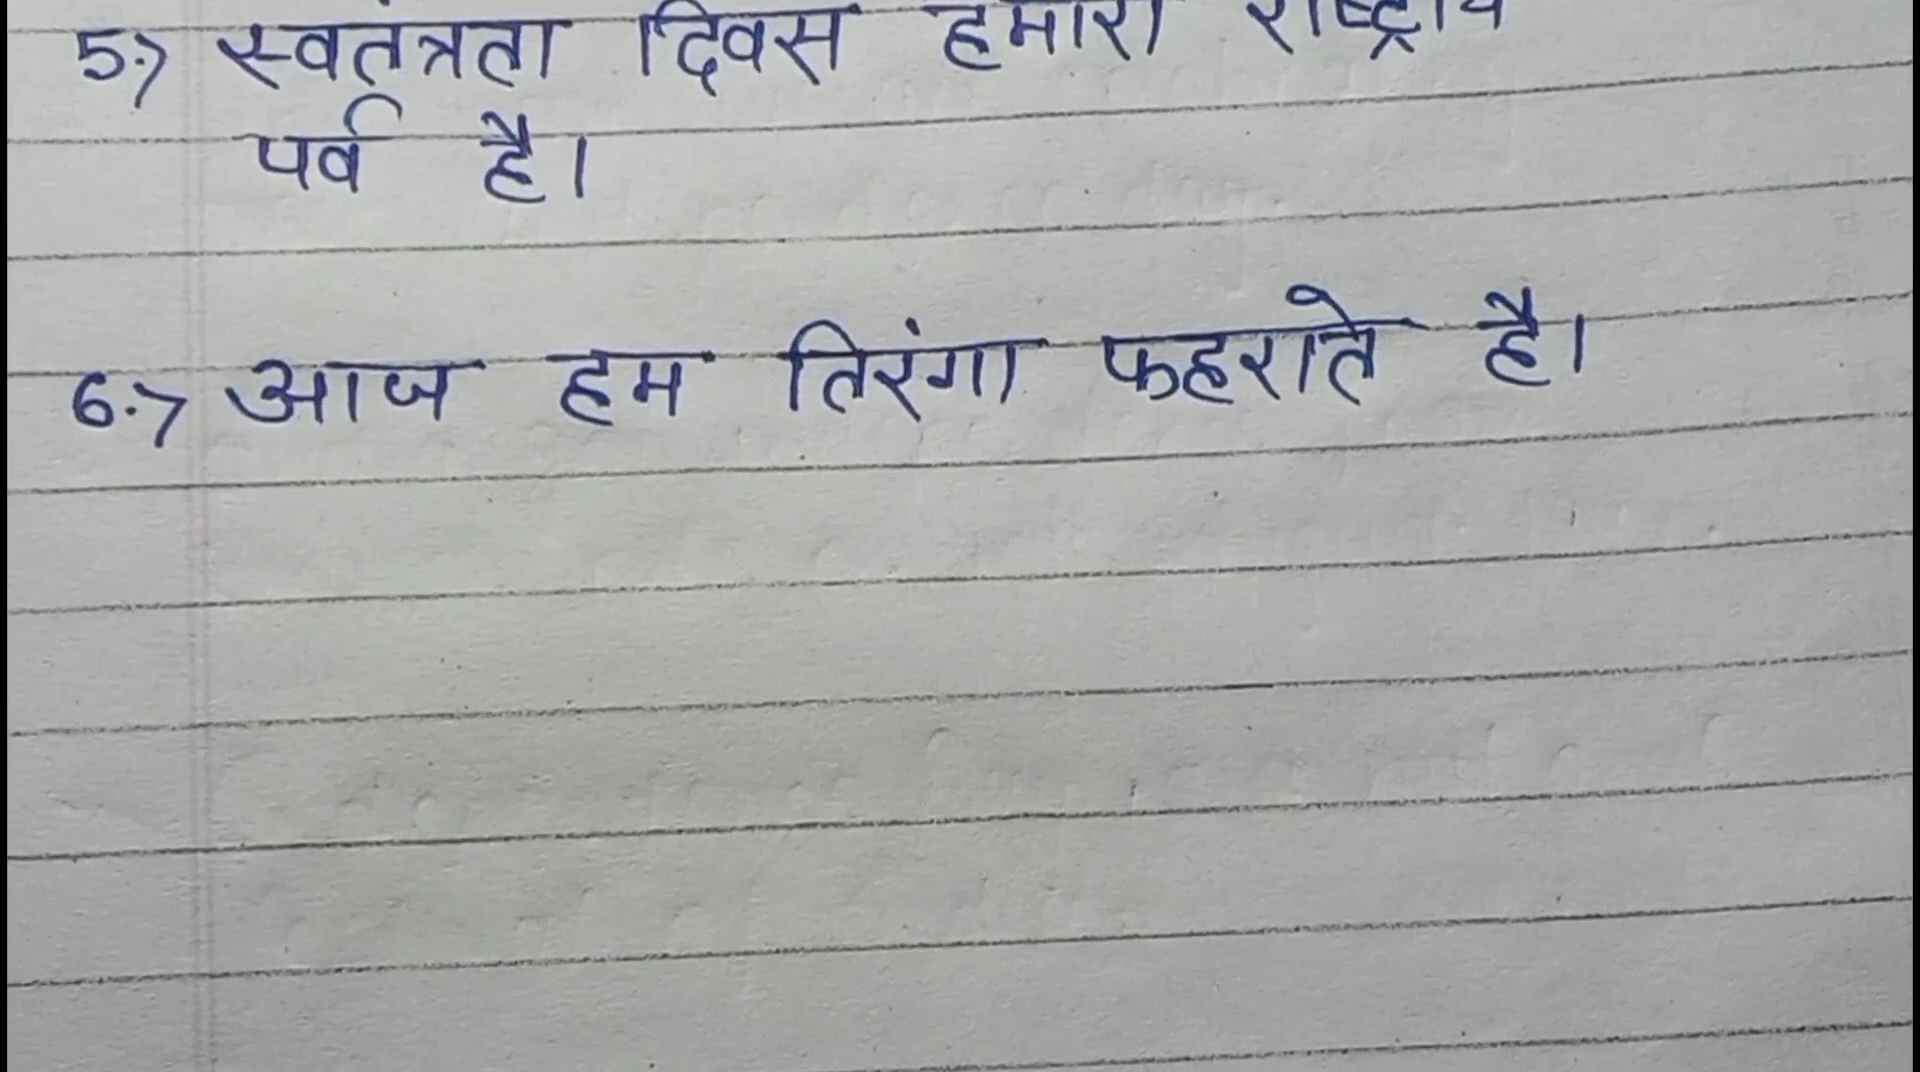 5.> स्वतंत्रता दिवस हमारा राष्ट्रीय
पर्व है।
6.> आज हम तिरंगा फहराते है।